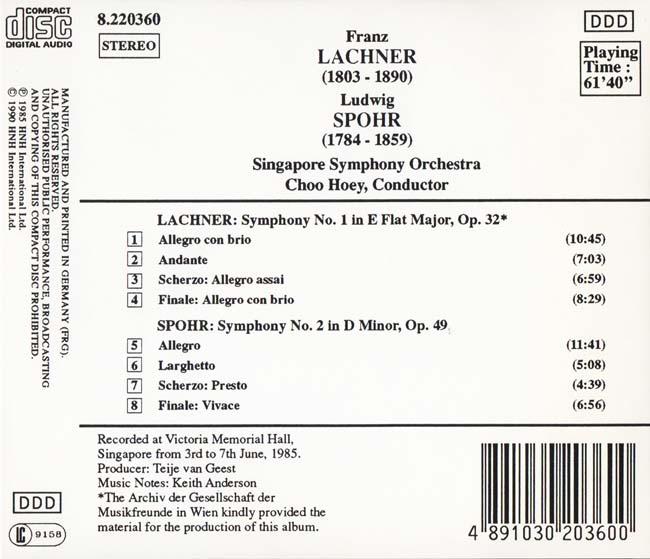 COMPACT
disc
DIGITAL AUDIO
8.220360
STEREO
Franz
LACHNER
(1803 - 1890)
Ludwig
SPOHR
(1784 - 1859)
Singapore Symphony Orchestra
Choo Hoey, Conductor
DDD
Playing
Time :
61'40"
LACHNER: Symphony No. 1 in E Flat Major, Op. 32*
1 Allegro con brio (10:45)
2 Andante (7:03)
3 Scherzo: Allegro assai (6:59)
4 Finale: Allegro con brio (8:29)
SPOHR: Symphony No. 2 in D Minor, Op. 49
5 Allegro (11:41)
6 Larghetto (5:08)
7 Scherzo: Presto (4:39)
8 Finale: Vivace (6:56)
Recorded at Victoria Memorial Hall,
Singapore from 3rd to 7th June, 1985.
Producer: Teije van Geest
Music Notes: Keith Anderson
*The Archiv der Gesellschaft der
Musikfreunde in Wien kindly provided the
material for the production of this album.
4 891030 203600
MANUFACTURED AND PRINTED IN GERMANY (FRG).
ALL RIGHTS RESERVED.
UNAUTHORISED PUBLIC PERFORMANCE, BROADCASTING
AND COPYING OF THIS COMPACT DISC PROHIBITED.
℗ 1985 HNH International Ltd.
© 1990 HNH International Ltd.
DDD
LC 9158